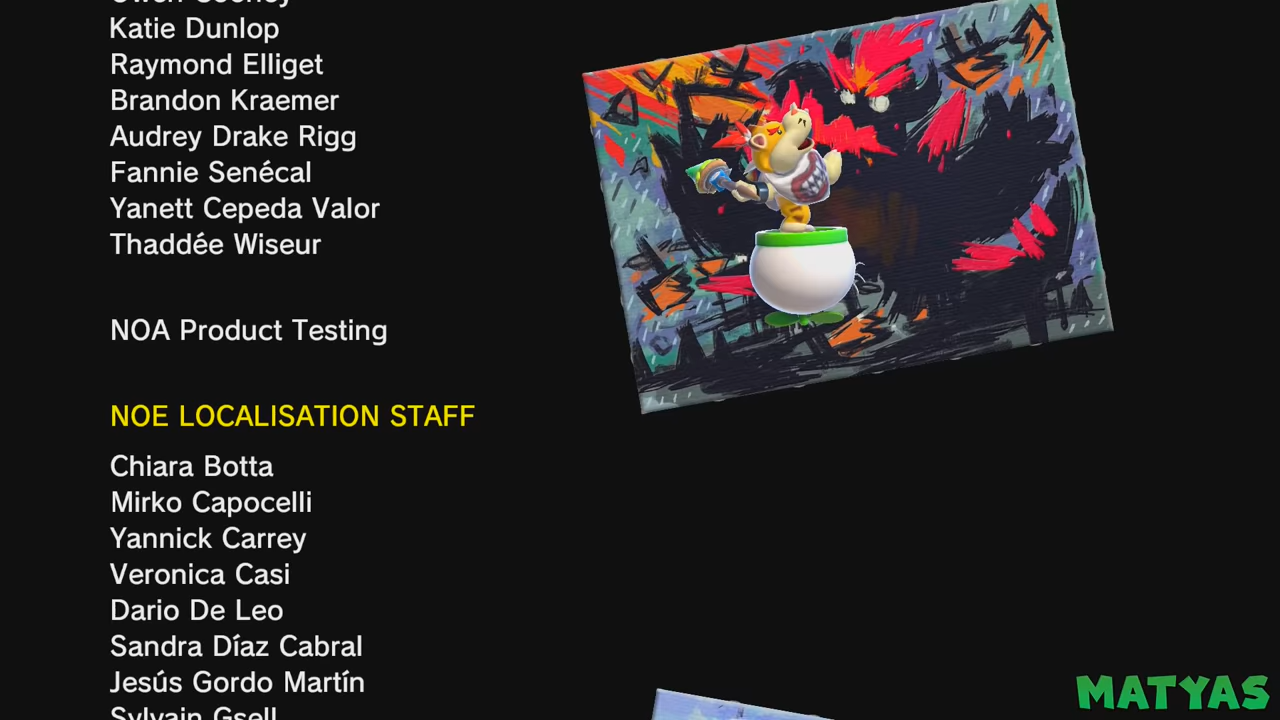 Katie Dunlop
Raymond Elliget
Brandon Kraemer
Audrey Drake Rigg
Fannie Senécal
Yanett Cepeda Valor
Thaddée Wiseur
NOA Product Testing
NOE LOCALISATION STAFF
Chiara Botta
Mirko Capocelli
Yannick Carrey
Veronica Casi
Dario De Leo
Sandra Díaz Cabral
Jesús Gordo Martín
Sylvain Gsell
MATYAS